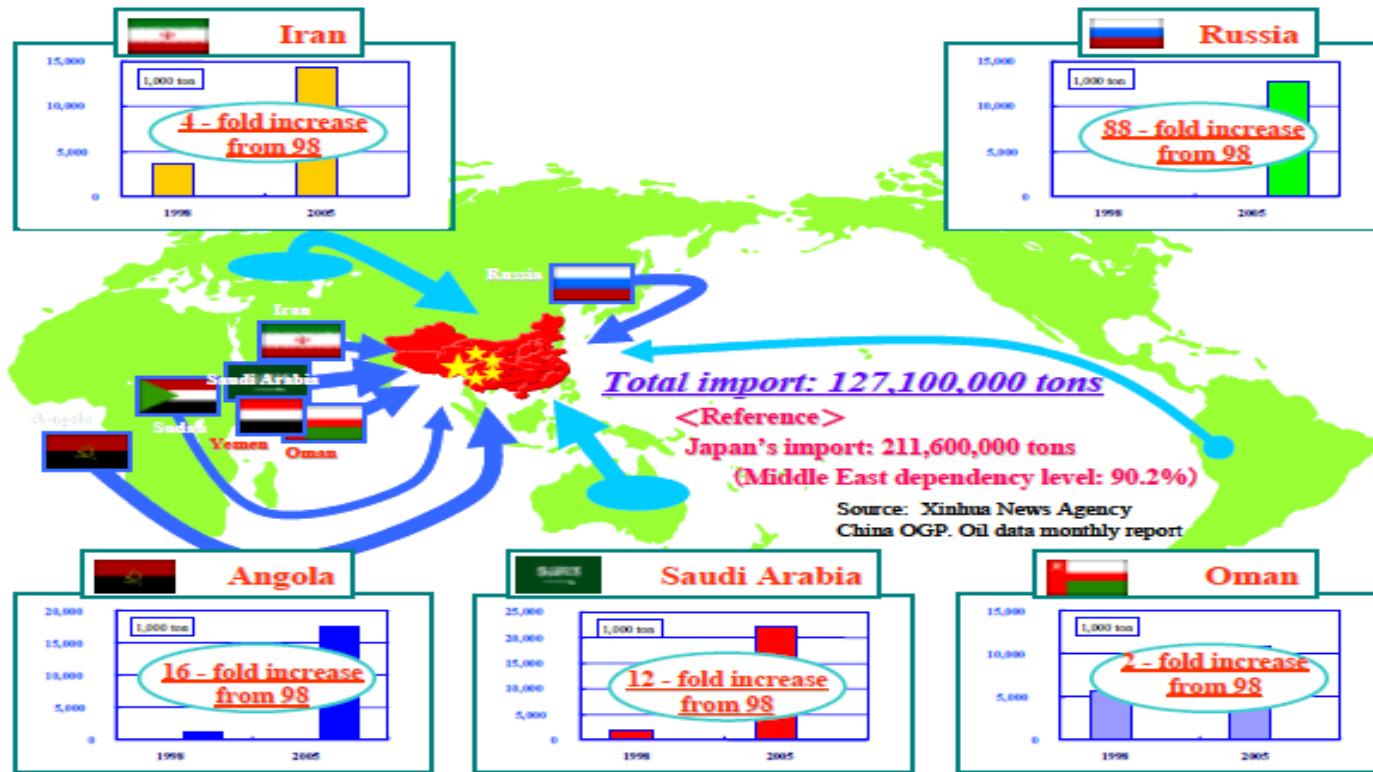 Iran
15,000
1,000 ton
10,000
4 - fold increase
from 98
5,000
0
1998
2005
Russia
15,000
1,000 ton
10,000
88 - fold increase
from 98
5,000
0
1998
2005
Russia
Iran
Saudi Arabia
Angola
Sudan
Yemen
Oman
Total import: 127,100,000 tons
<Reference>
Japan's import: 211,600,000 tons
(Middle East dependency level: 90.2%)
Source: Xinhua News Agency
China OGP. Oil data monthly report
Angola
20,000
1,000 ton
15,000
16 - fold increase
10,000
from 98
5,000
0
1998
2005
Saudi Arabia
25,000
1,000 ton
20,000
15,000
12 - fold increase
10,000
from 98
5,000
0
1998
2005
Oman
15,000
1,000 ton
10,000
2 - fold increase
from 98
5,000
0
1998
2005